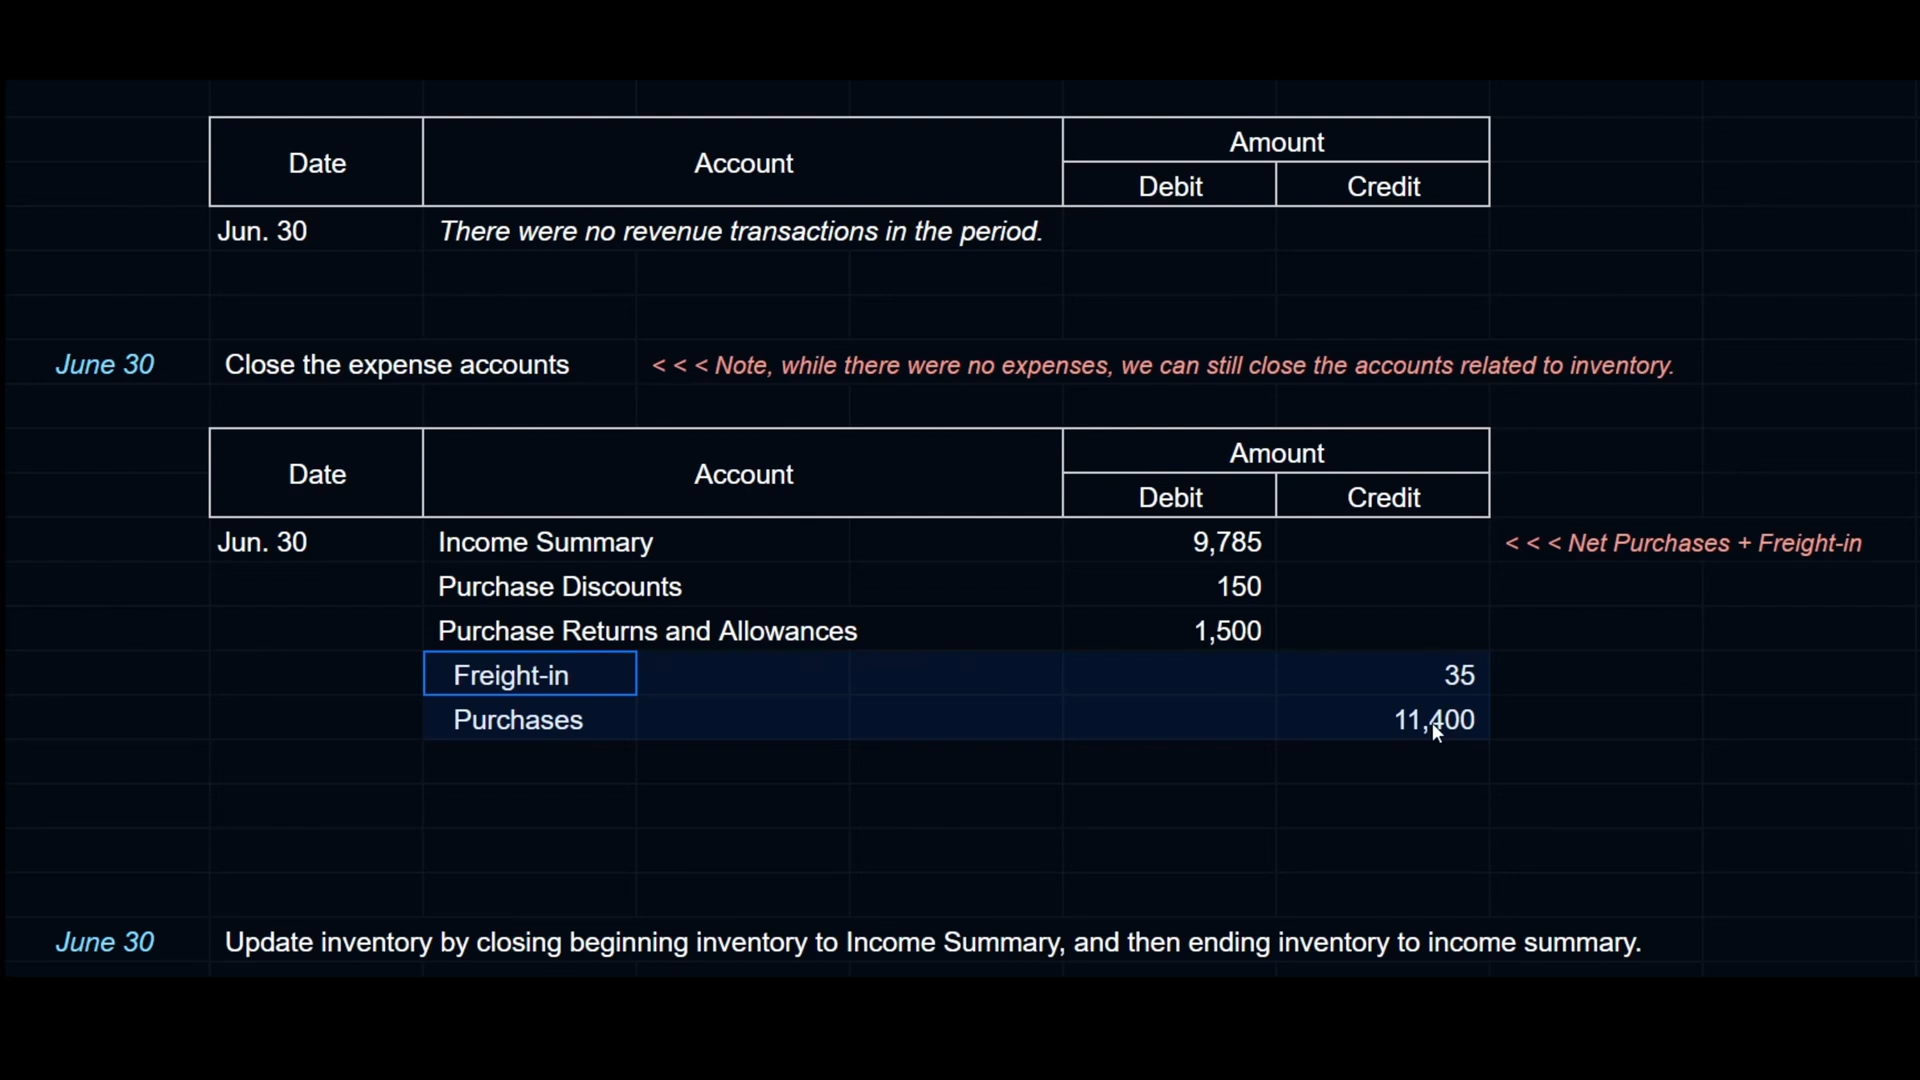 Date Account Amount
Debit Credit
Jun. 30 There were no revenue transactions in the period.
June 30 Close the expense accounts < < < Note, while there were no expenses, we can still close the accounts related to inventory.
Date Account Amount
Debit Credit
Jun. 30 Income Summary 9,785 < < < Net Purchases + Freight-in
Purchase Discounts 150
Purchase Returns and Allowances 1,500
Freight-in 35
Purchases 11,400
June 30 Update inventory by closing beginning inventory to Income Summary, and then ending inventory to income summary.